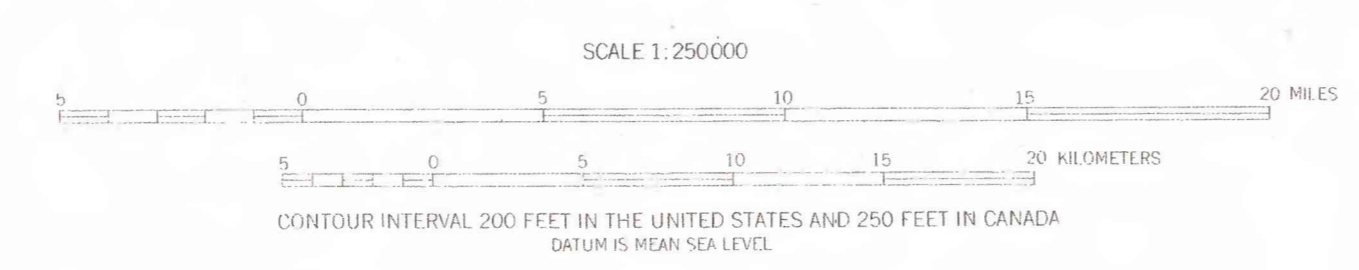 SCALE 1:250000
5 0 5 10 15 20 MILES
5 0 5 10 15 20 KILOMETERS
CONTOUR INTERVAL 200 FEET IN THE UNITED STATES AND 250 FEET IN CANADA
DATUM IS MEAN SEA LEVEL